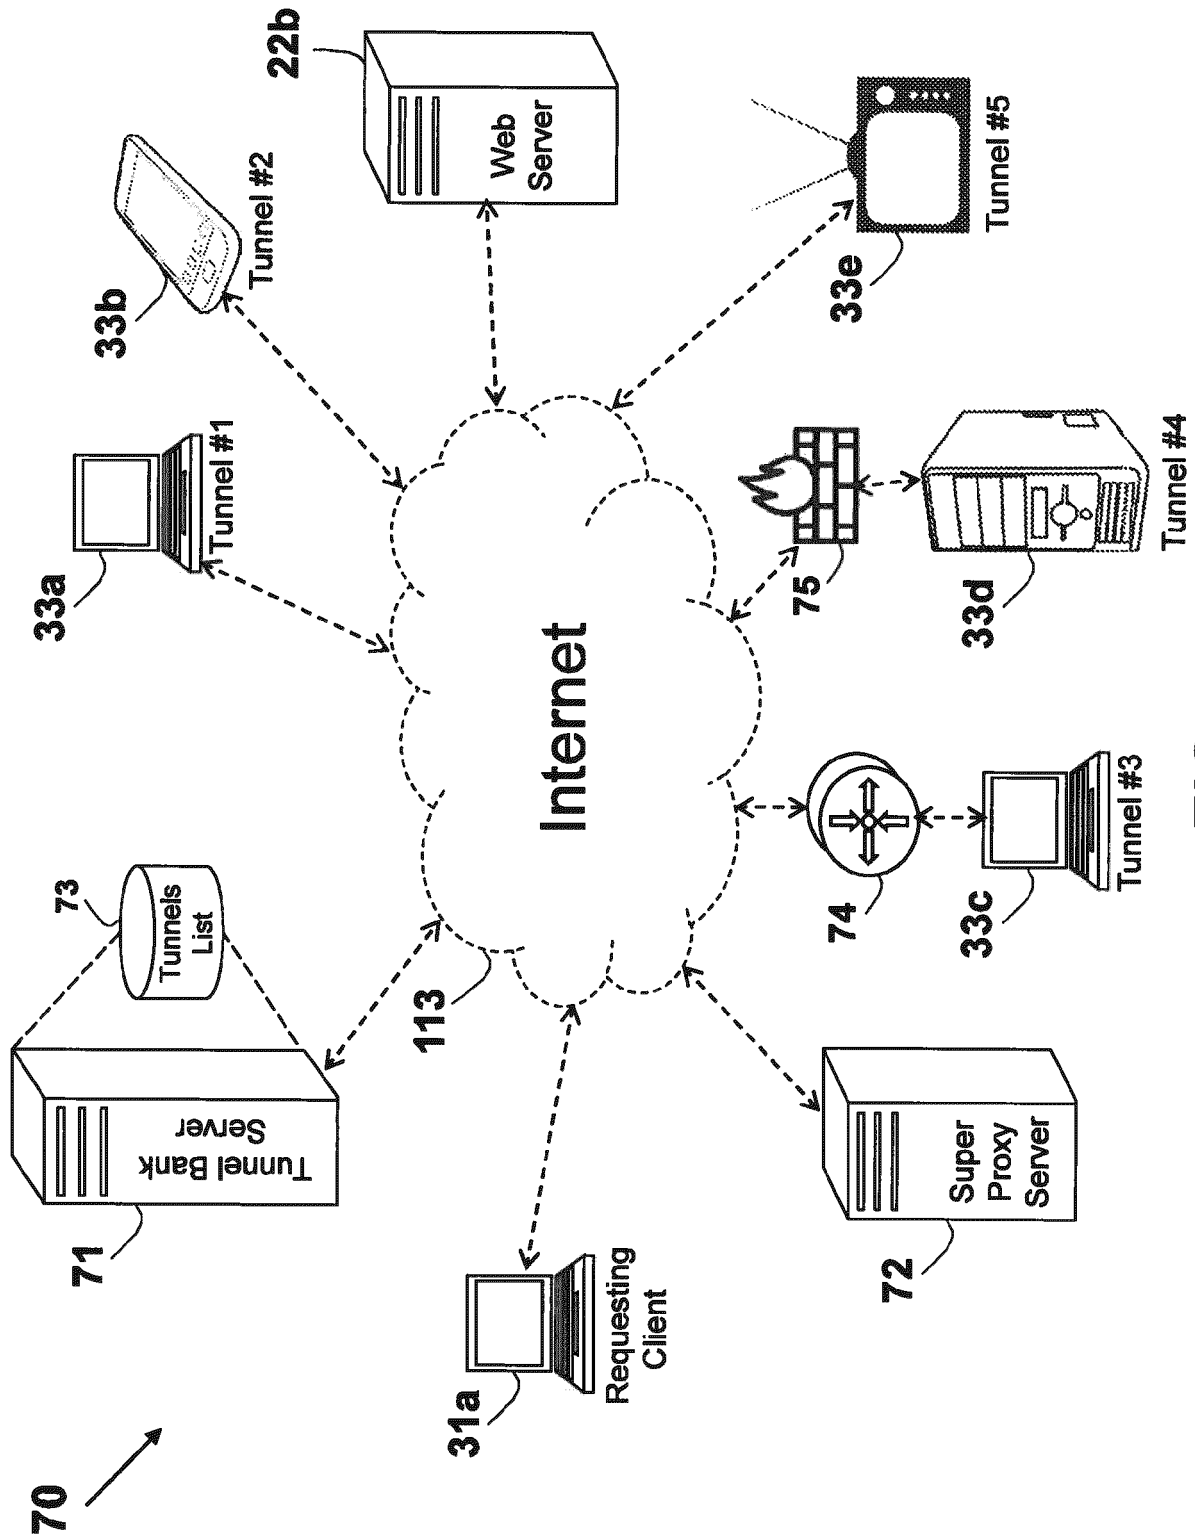 70
71
Tunnel Bank
Server
73
Tunnels
List
33a
Tunnel #1
33b
Tunnel #2
22b
Web
Server
31a
Requesting
Client
113
Internet
72
Super
Proxy
Server
74
33c
Tunnel #3
75
33d
Tunnel #4
33e
Tunnel #5